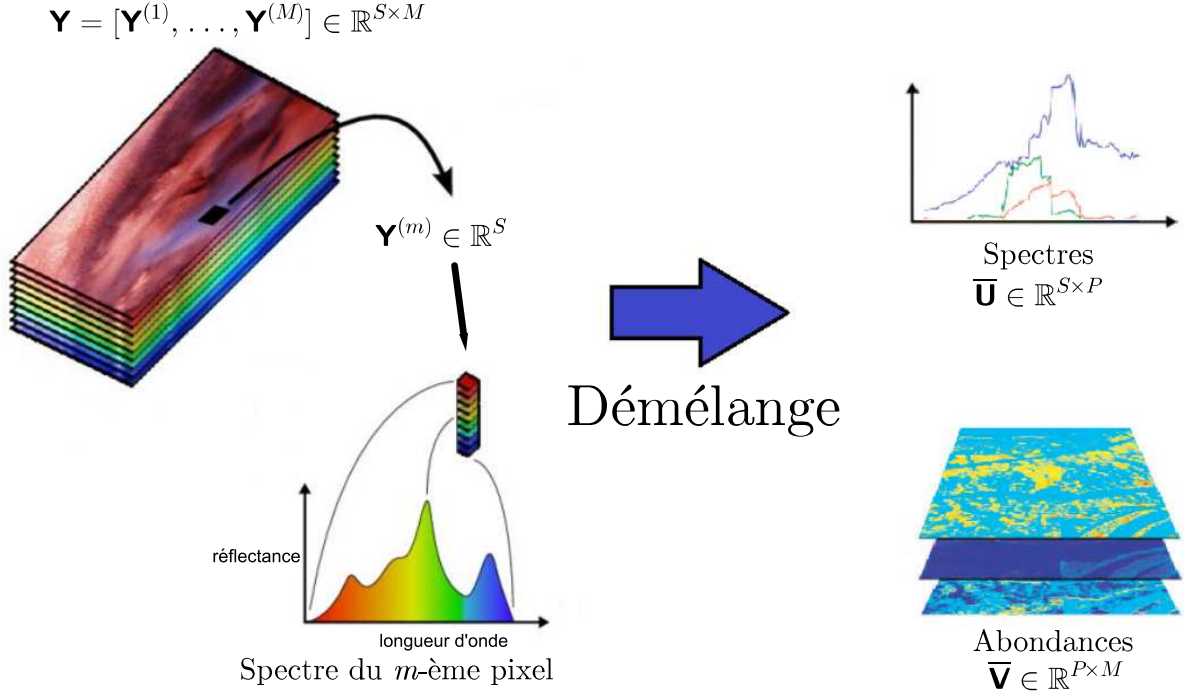 𝗬 = [𝗬⁽¹⁾, . . . , 𝗬⁽ᴹ⁾] ∈ ℝ^{S×M}
𝗬⁽ᵐ⁾ ∈ ℝ^S
réflectance
longueur d'onde
Spectre du m-ème pixel
Démélange
Spectres
𝗨̅ ∈ ℝ^{S×P}
Abondances
𝗩̅ ∈ ℝ^{P×M}